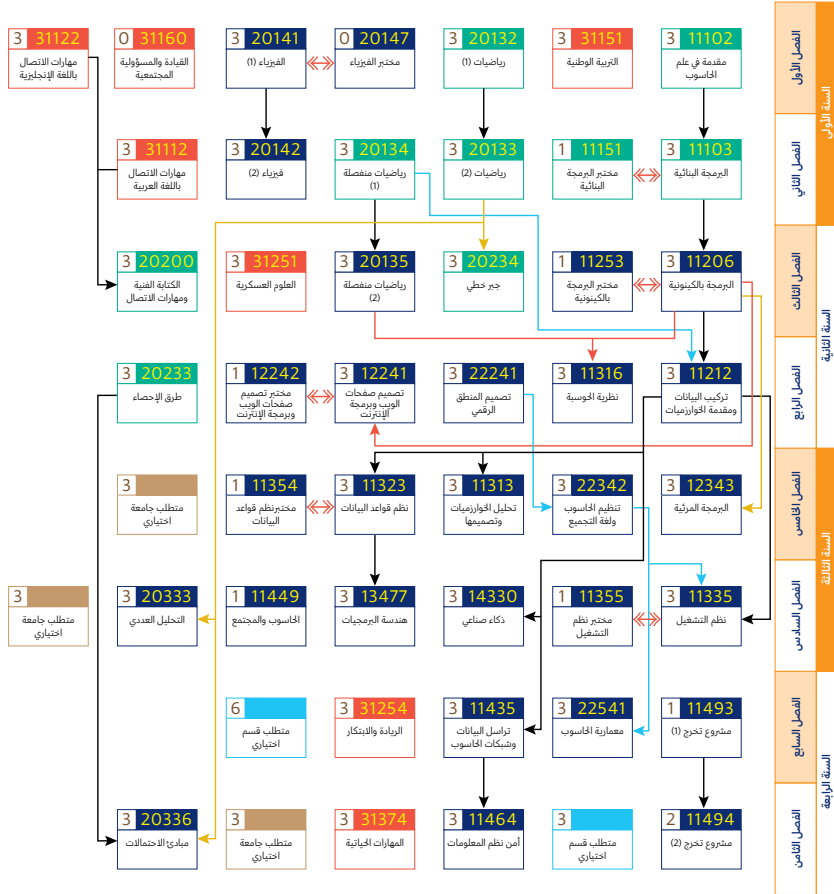 السنة الأولى
الفصل الأول
11102 3
مقدمة في علم
الحاسوب
31151 3
التربية الوطنية
20132 3
رياضيات (1)
20147 0
مختبر الفيزياء
20141 3
الفيزياء (1)
31160 0
القيادة والمسؤولية
المجتمعية
31122 3
مهارات الاتصال
باللغة الإنجليزية
الفصل الثاني
11103 3
البرمجة البنائية
11151 1
مختبر البرمجة
البنائية
20133 3
رياضيات (2)
20134 3
رياضيات منفصلة
(1)
20142 3
فيزياء (2)
31112 3
مهارات الاتصال
باللغة العربية
السنة الثانية
الفصل الثالث
11206 3
البرمجة بالكينونية
11253 1
مختبر البرمجة
بالكينونية
20234 3
جبر خطي
20135 3
رياضيات منفصلة
(2)
31251 3
العلوم العسكرية
20200 3
الكتابة الفنية
ومهارات الاتصال
الفصل الرابع
11212 3
تركيب البيانات
ومقدمة الخوارزميات
11316 3
نظرية الحوسبة
22241 3
تصميم المنطق
الرقمي
12241 3
تصميم صفحات
الويب وبرمجة
الإنترنت
12242 1
مختبر تصميم
صفحات الويب
وبرمجة الإنترنت
20233 3
طرق الإحصاء
السنة الثالثة
الفصل الخامس
12343 3
البرمجة المرئية
22342 3
تنظيم الحاسوب
ولغة التجميع
11313 3
تحليل الخوارزميات
وتصميمها
11323 3
نظم قواعد البيانات
11354 1
مختبرنظم قواعد
البيانات
3
متطلب جامعة
اختياري
الفصل السادس
11335 3
نظم التشغيل
11355 1
مختبر نظم
التشغيل
14330 3
ذكاء صناعي
13477 3
هندسة البرمجيات
11449 1
الحاسوب والمجتمع
20333 3
التحليل العددي
3
متطلب جامعة
اختياري
السنة الرابعة
الفصل السابع
11493 1
مشروع تخرج (1)
22541 3
معمارية الحاسوب
11435 3
تراسل البيانات
وشبكات الحاسوب
31254 3
الريادة والابتكار
6
متطلب قسم
اختياري
الفصل الثامن
11494 2
مشروع تخرج (2)
3
متطلب قسم
اختياري
11464 3
أمن نظم المعلومات
31374 3
المهارات الحياتية
3
متطلب جامعة
اختياري
20336 3
مبادئ الاحتمالات